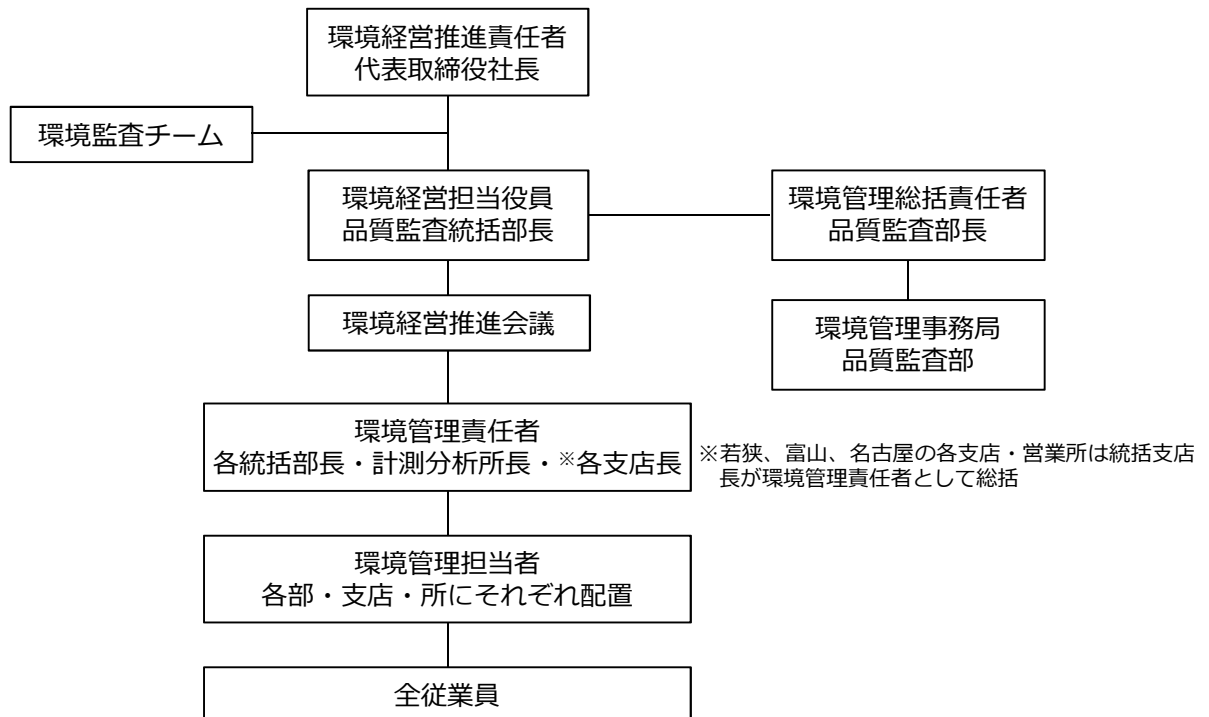 環境経営推進責任者
代表取締役社長
環境監査チーム
環境経営担当役員
品質監査統括部長
環境管理総括責任者
品質監査部長
環境経営推進会議
環境管理事務局
品質監査部
環境管理責任者
各統括部長・計測分析所長・※各支店長
※若狭、富山、名古屋の各支店・営業所は統括支店
長が環境管理責任者として総括
環境管理担当者
各部・支店・所にそれぞれ配置
全従業員